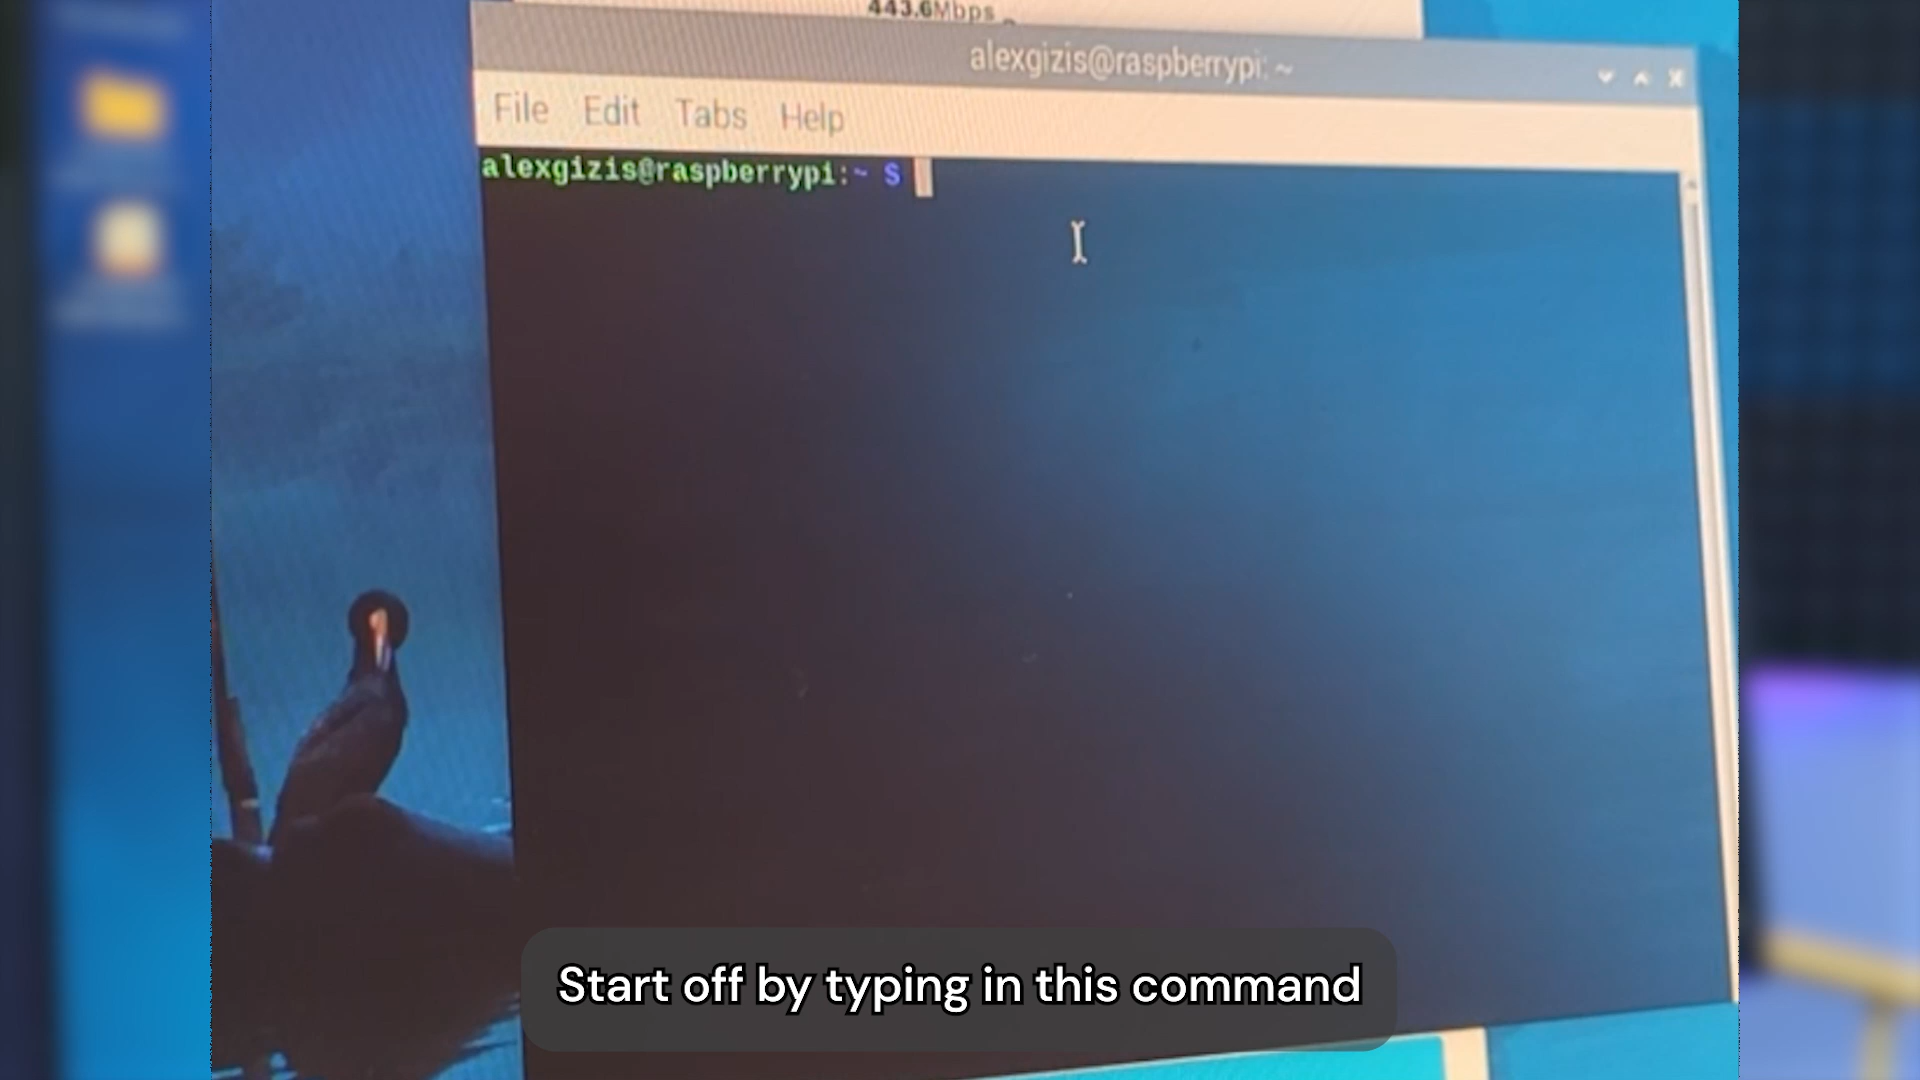 443.6Mbps
alexgizis@raspberrypi: ~
File Edit Tabs Help
alexgizis@raspberrypi:~ $
Start off by typing in this command